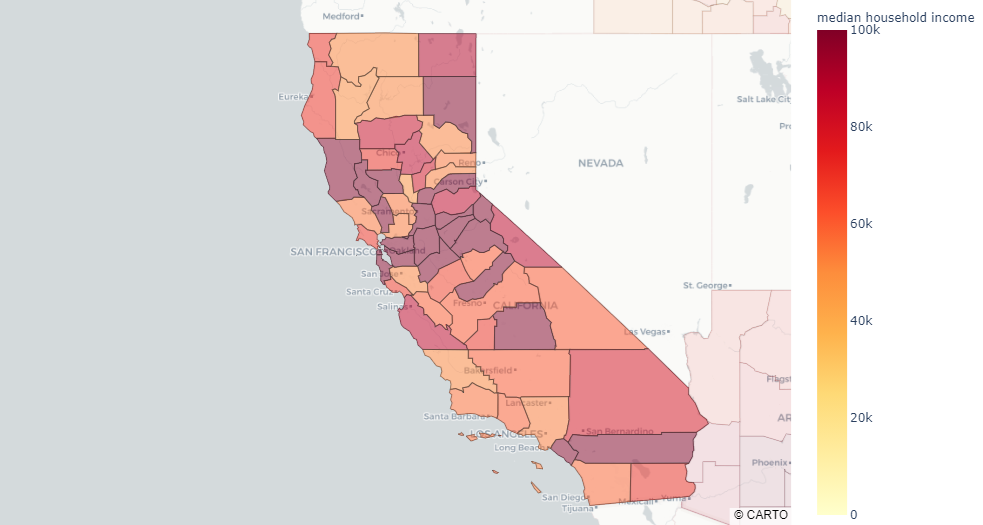 median household income
100k
80k
60k
40k
20k
0
Medford
Eureka
Salt Lake City
Chico
Reno
NEVADA
Carson City
Sacramento
SAN FRANCISCO
Oakland
San Jose
St. George
Santa Cruz
Salinas
Fresno
CALIFORNIA
Las Vegas
Bakersfield
Flagst
Lancaster
Santa Barbara
AR
LOS ANGELES
San Bernardino
Long Beach
Phoenix
San Diego
Mexicali
Yuma
Tijuana
© CARTO